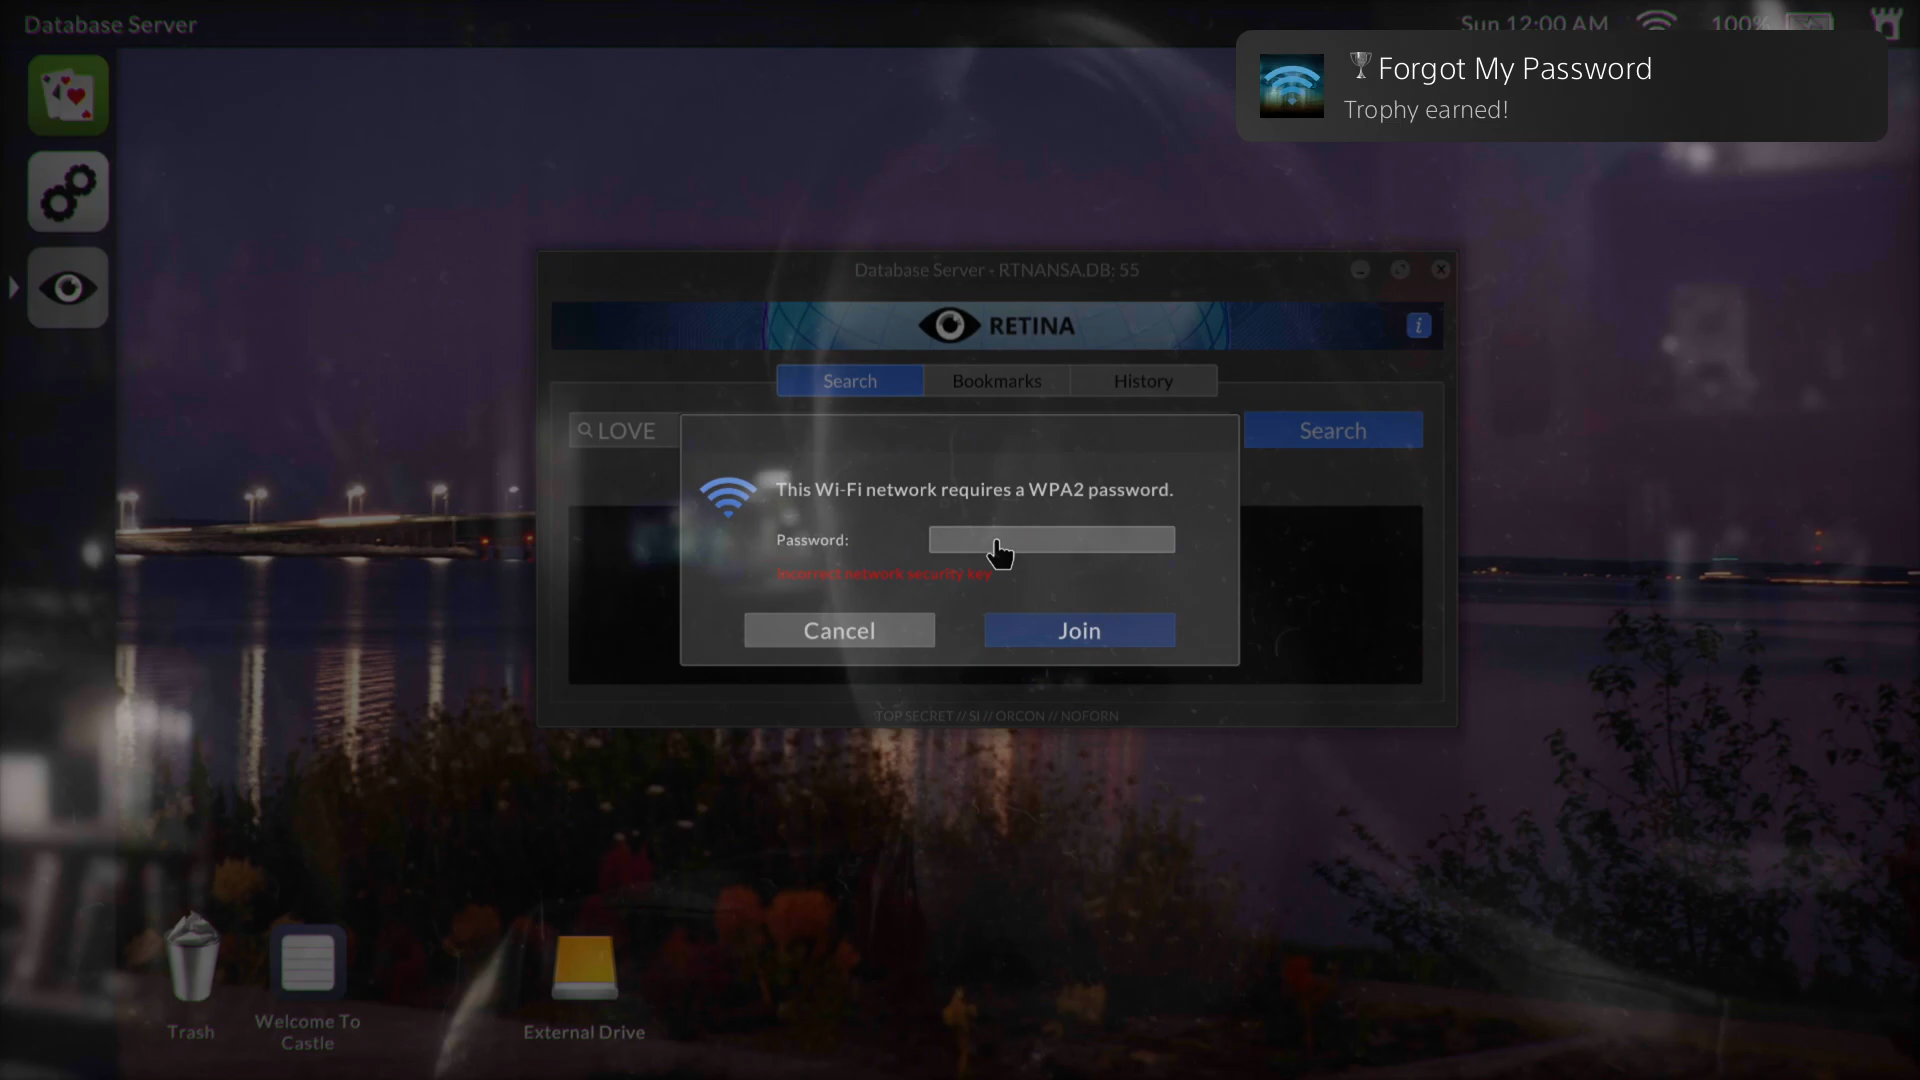 Database Server
Sun 12:00 AM
100%
Forgot My Password
Trophy earned!
Database Server - RTNANSA.DB: 55
RETINA
i
Search
Bookmarks
History
LOVE
Search
This Wi-Fi network requires a WPA2 password.
Password:
Incorrect network security key
Cancel
Join
TOP SECRET // SI // ORCON // NOFORN
Trash
Welcome To
Castle
External Drive